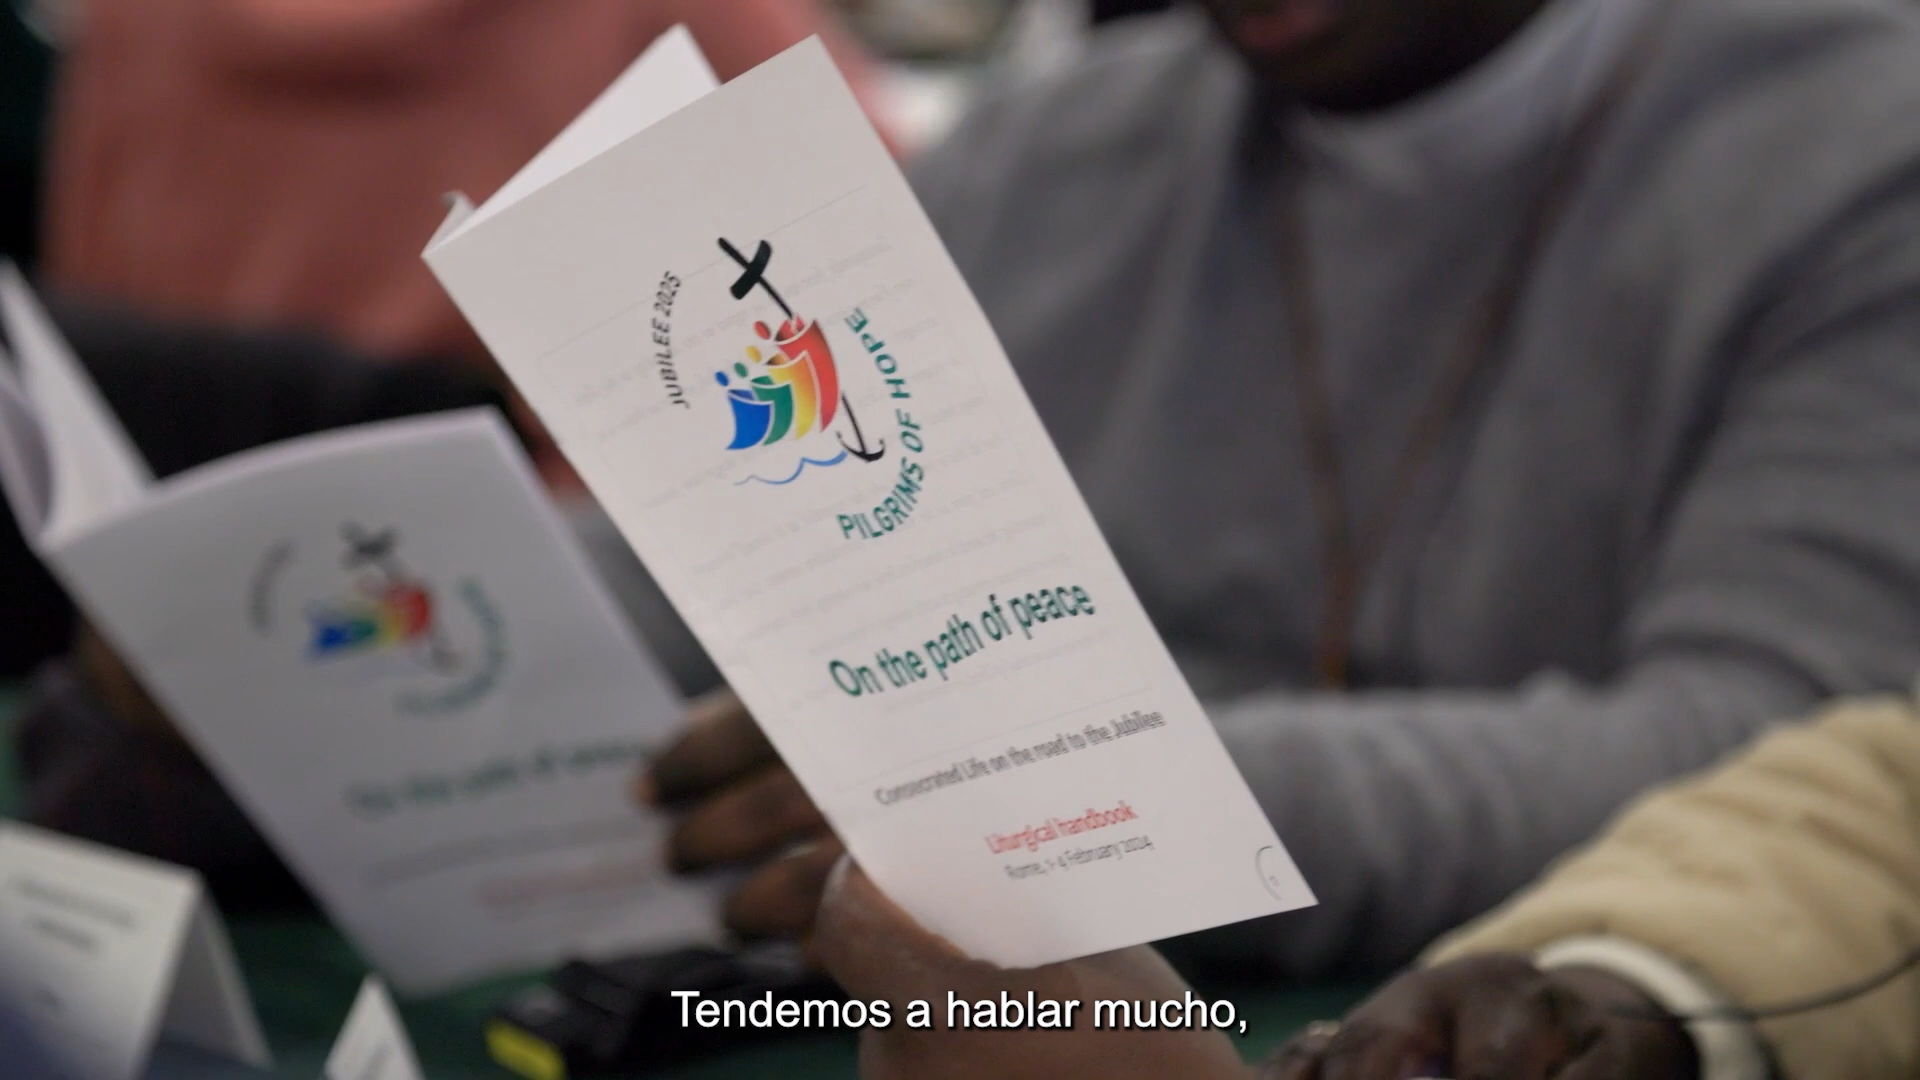 JUBILEE 2025
PILGRIMS OF HOPE
On the path of peace
Consecrated Life on the road to the Jubilee
Liturgical handbook
Rome, 1-4 February 2024
Tendemos a hablar mucho,